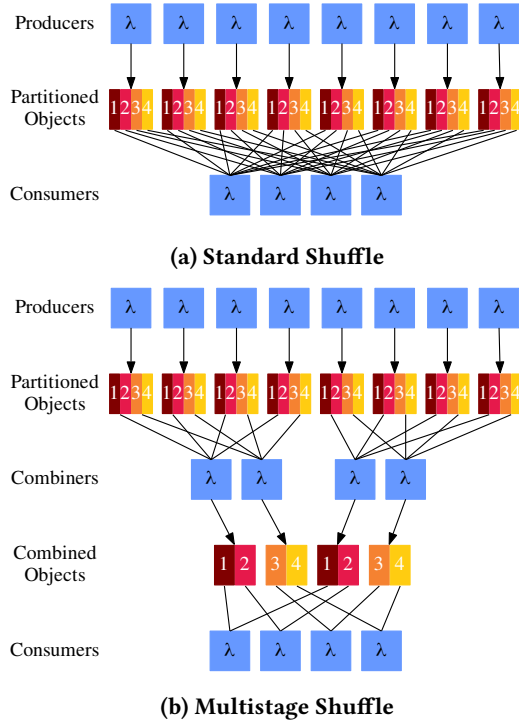 Producers λ λ λ λ λ λ λ λ
Partitioned
Objects
1234 1234 1234 1234 1234 1234 1234 1234
Consumers λ λ λ λ
(a) Standard Shuffle
Producers λ λ λ λ λ λ λ λ
Partitioned
Objects
1234 1234 1234 1234 1234 1234 1234 1234
Combiners λ λ λ λ
Combined
Objects
1 2 3 4 1 2 3 4
Consumers λ λ λ λ
(b) Multistage Shuffle